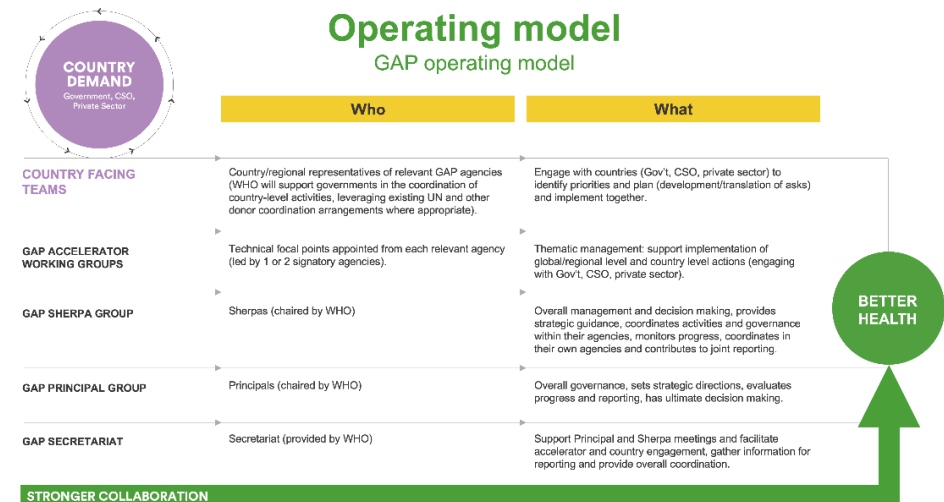 Operating model
GAP operating model
COUNTRY
DEMAND
Government, CSO,
Private Sector
Who
What
COUNTRY FACING
TEAMS
Country/regional representatives of relevant GAP agencies
(WHO will support governments in the coordination of
country-level activities, leveraging existing UN and other
donor coordination arrangements where appropriate).
Engage with countries (Gov't, CSO, private sector) to
identify priorities and plan (development/translation of asks)
and implement together.
GAP ACCELERATOR
WORKING GROUPS
Technical focal points appointed from each relevant agency
(led by 1 or 2 signatory agencies).
Thematic management: support implementation of
global/regional level and country level actions (engaging
with Gov't, CSO, private sector).
GAP SHERPA GROUP
Sherpas (chaired by WHO)
Overall management and decision making, provides
strategic guidance, coordinates activities and governance
within their agencies, monitors progress, coordinates in
their own agencies and contributes to joint reporting.
BETTER
HEALTH
GAP PRINCIPAL GROUP
Principals (chaired by WHO)
Overall governance, sets strategic directions, evaluates
progress and reporting, has ultimate decision making.
GAP SECRETARIAT
Secretariat (provided by WHO)
Support Principal and Sherpa meetings and facilitate
accelerator and country engagement, gather information for
reporting and provide overall coordination.
STRONGER COLLABORATION